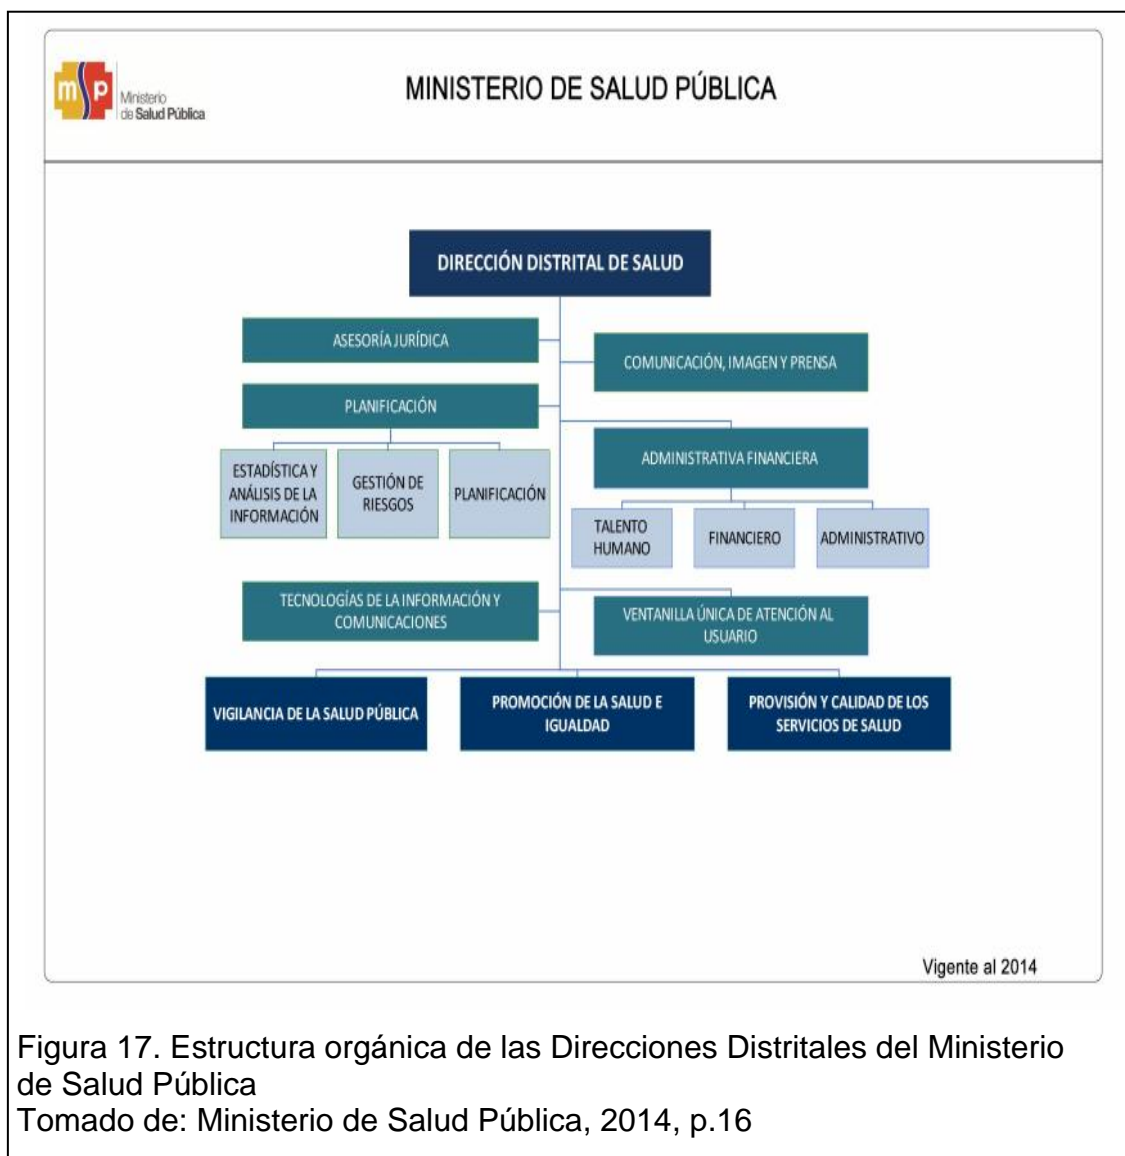 msp
Ministerio
de Salud Pública
MINISTERIO DE SALUD PÚBLICA
DIRECCIÓN DISTRITAL DE SALUD
ASESORÍA JURÍDICA
COMUNICACIÓN, IMAGEN Y PRENSA
PLANIFICACIÓN
ESTADÍSTICA Y
ANÁLISIS DE LA
INFORMACIÓN
GESTIÓN DE
RIESGOS
PLANIFICACIÓN
ADMINISTRATIVA FINANCIERA
TALENTO
HUMANO
FINANCIERO
ADMINISTRATIVO
TECNOLOGÍAS DE LA INFORMACIÓN Y
COMUNICACIONES
VENTANILLA ÚNICA DE ATENCIÓN AL
USUARIO
VIGILANCIA DE LA SALUD PÚBLICA
PROMOCIÓN DE LA SALUD E
IGUALDAD
PROVISIÓN Y CALIDAD DE LOS
SERVICIOS DE SALUD
Vigente al 2014
Figura 17. Estructura orgánica de las Direcciones Distritales del Ministerio
de Salud Pública
Tomado de: Ministerio de Salud Pública, 2014, p.16